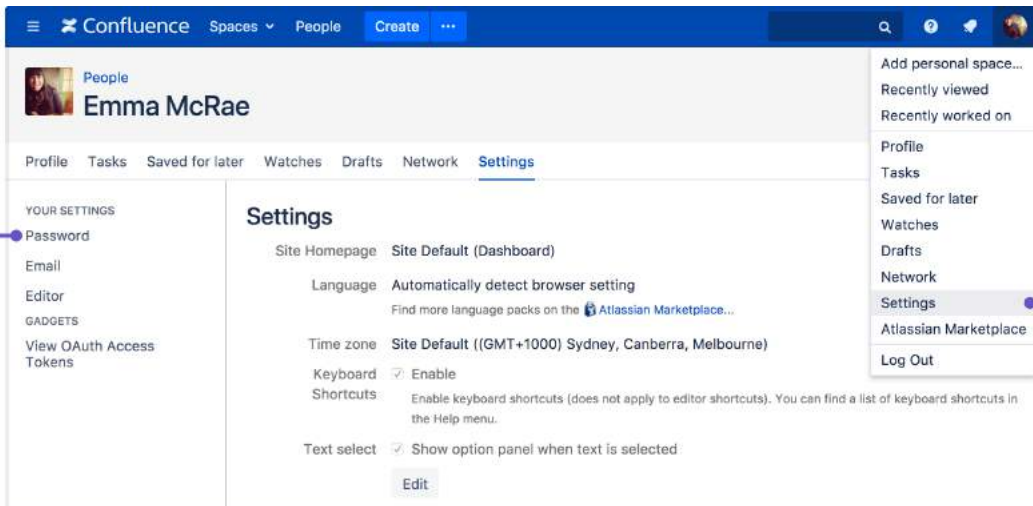 Confluence Spaces People Create ...
People
Emma McRae
Profile Tasks Saved for later Watches Drafts Network Settings
YOUR SETTINGS
Password
Email
Editor
GADGETS
View OAuth Access
Tokens
Settings
Site Homepage Site Default (Dashboard)
Language Automatically detect browser setting
Find more language packs on the Atlassian Marketplace...
Time zone Site Default ((GMT+1000) Sydney, Canberra, Melbourne)
Keyboard Shortcuts Enable
Enable keyboard shortcuts (does not apply to editor shortcuts). You can find a list of keyboard shortcuts in
the Help menu.
Text select Show option panel when text is selected
Edit
Add personal space...
Recently viewed
Recently worked on
Profile
Tasks
Saved for later
Watches
Drafts
Network
Settings
Atlassian Marketplace
Log Out